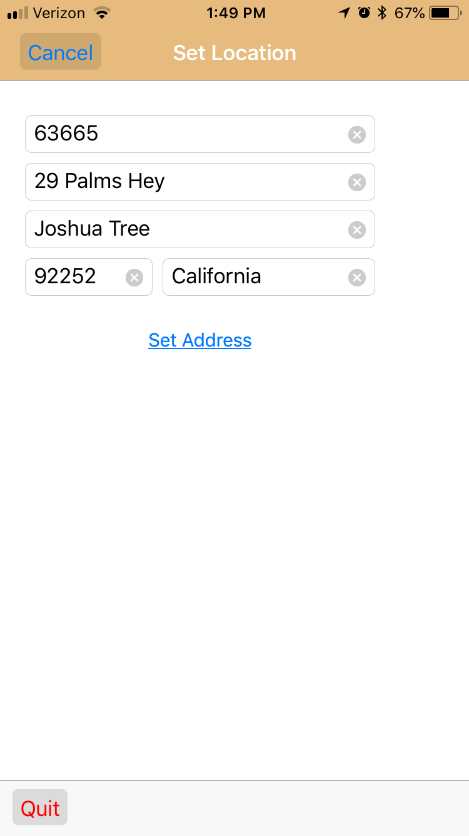 Verizon 1:49 PM 67%
Cancel Set Location
63665
29 Palms Hey
Joshua Tree
92252 California
Set Address
Quit